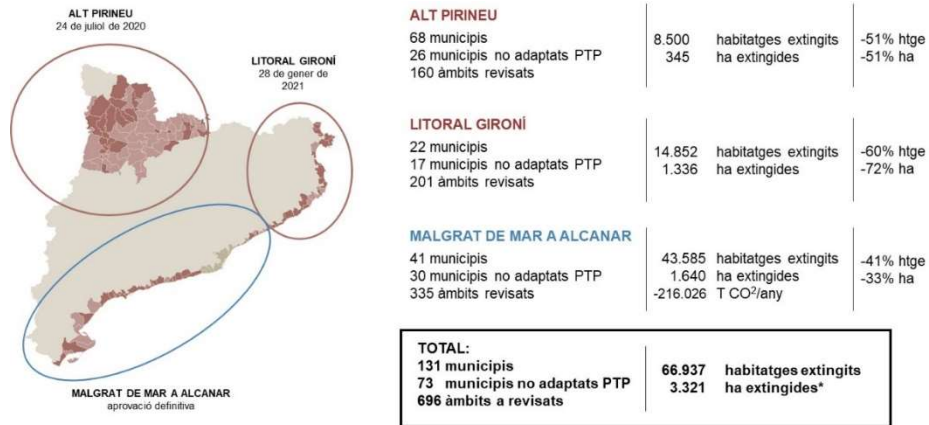 ALT PIRINEU
24 de juliol de 2020
LITORAL GIRONÍ
28 de gener de
2021
MALGRAT DE MAR A ALCANAR
aprovació definitiva
ALT PIRINEU
68 municipis
26 municipis no adaptats PTP
160 àmbits revisats
8.500 habitatges extingits
345 ha extingides
-51% htge
-51% ha
LITORAL GIRONÍ
22 municipis
17 municipis no adaptats PTP
201 àmbits revisats
14.852 habitatges extingits
1.336 ha extingides
-60% htge
-72% ha
MALGRAT DE MAR A ALCANAR
41 municipis
30 municipis no adaptats PTP
335 àmbits revisats
43.585 habitatges extingits
1.640 ha extingides
-216.026 T CO²/any
-41% htge
-33% ha
TOTAL:
131 municipis
73 municipis no adaptats PTP
696 àmbits a revisats
66.937 habitatges extingits
3.321 ha extingides*